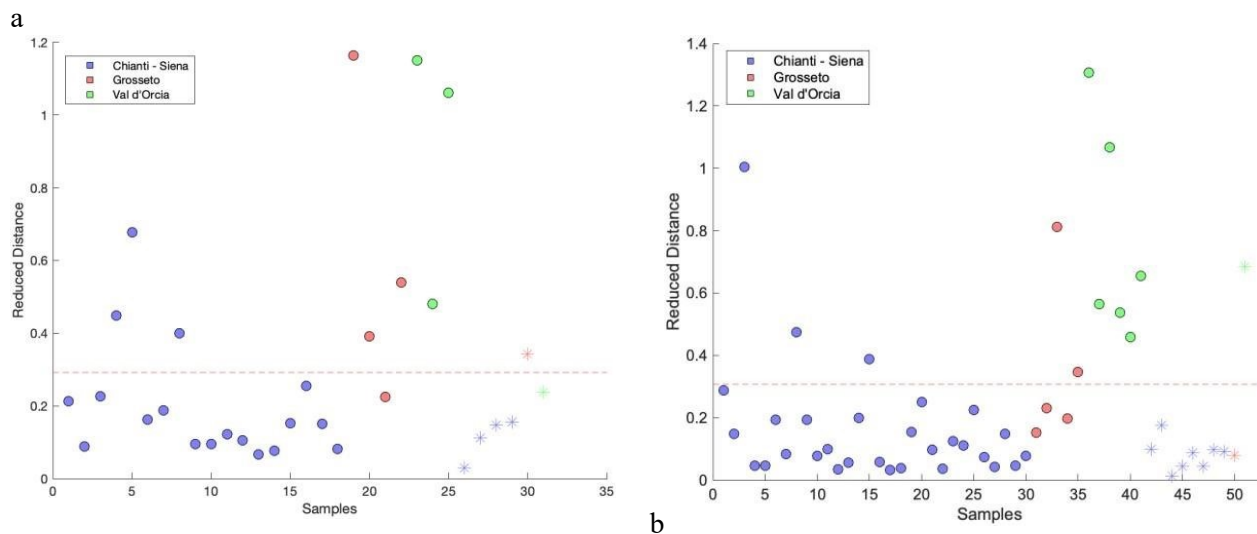 a
1.2
1
0.8
0.6
0.4
0.2
0
Reduced Distance
Chianti - Siena
Grosseto
Val d'Orcia
0 5 10 15 20 25 30 35
Samples
b
1.4
1.2
1
0.8
0.6
0.4
0.2
0
Reduced Distance
Chianti - Siena
Grosseto
Val d'Orcia
0 5 10 15 20 25 30 35 40 45 50
Samples